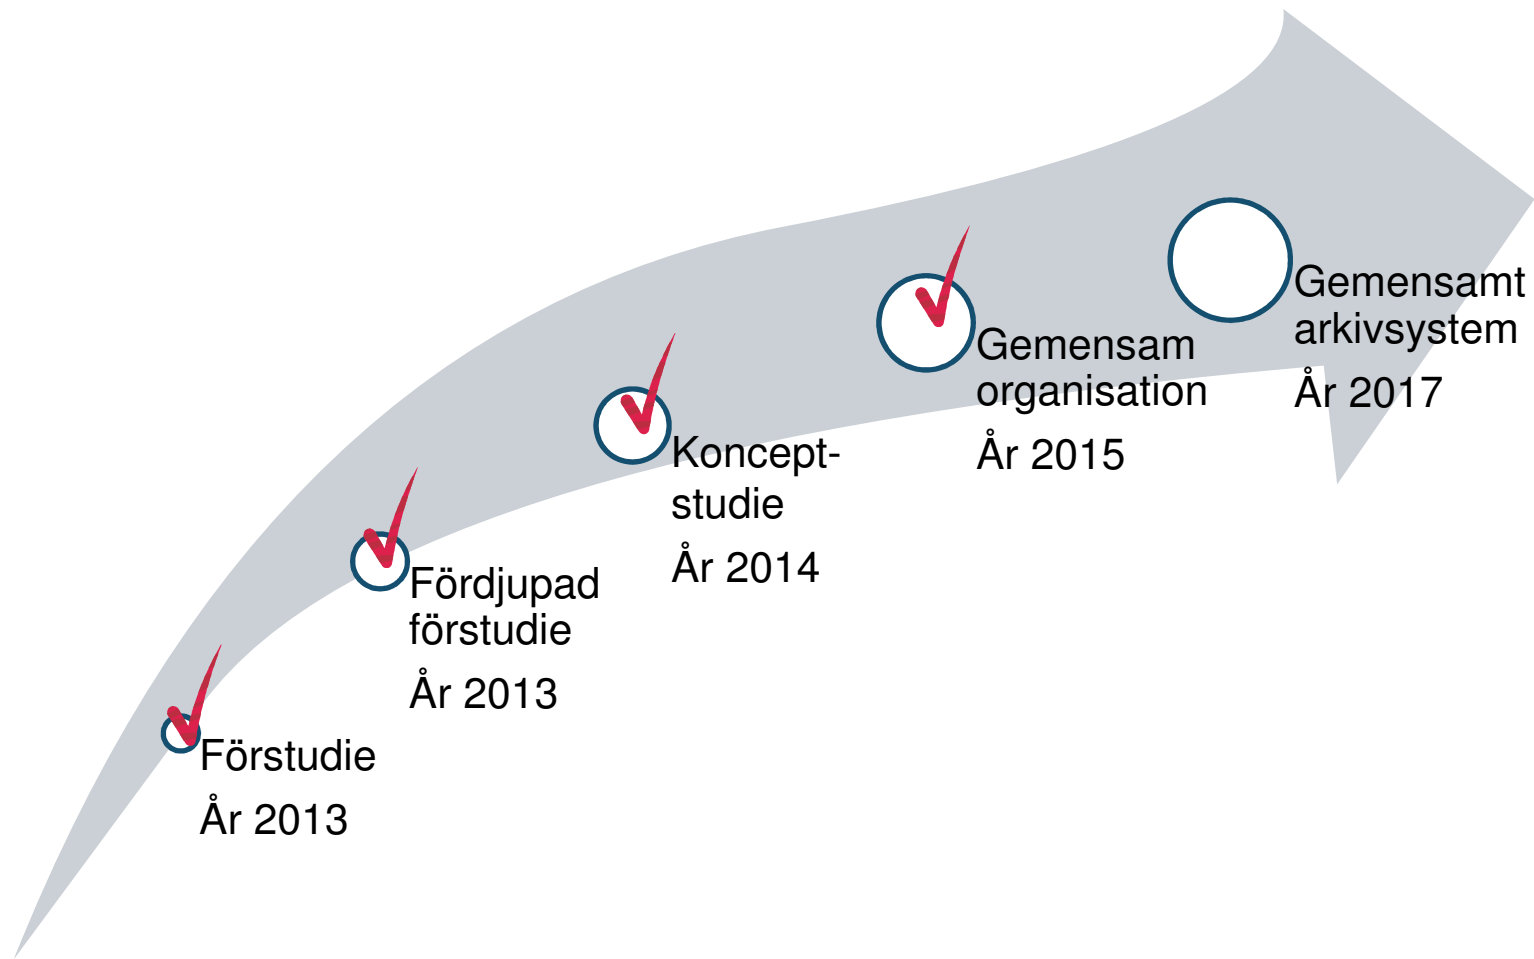 Förstudie
År 2013
Fördjupad
förstudie
År 2013
Koncept-
studie
År 2014
Gemensam
organisation
År 2015
Gemensamt
arkivsystem
År 2017